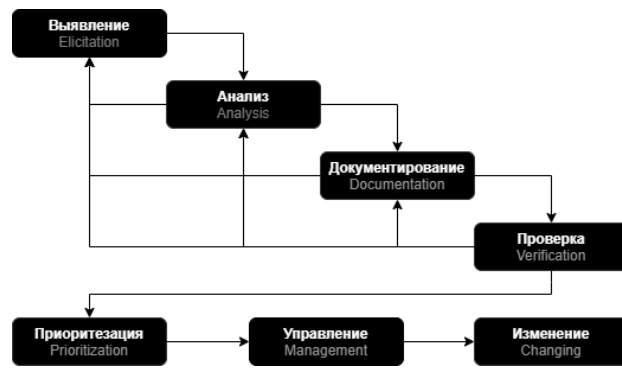 Выявление
Elicitation
Анализ
Analysis
Документирование
Documentation
Проверка
Verification
Приоритезация
Prioritization
Управление
Management
Изменение
Changing